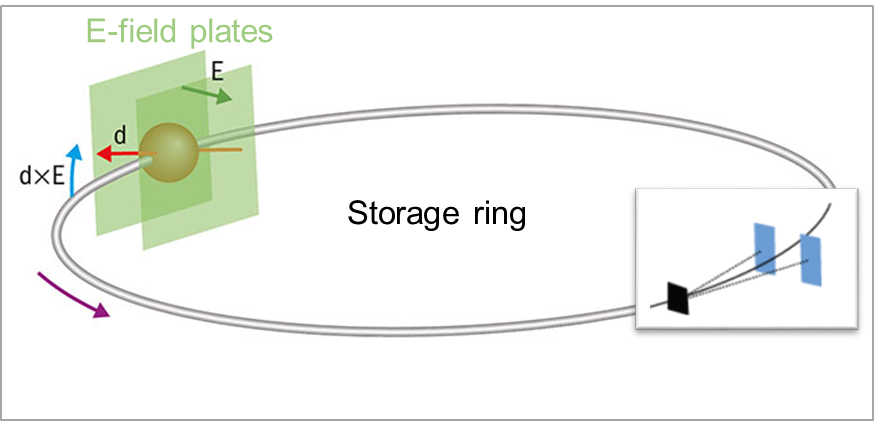 E-field plates
E
d
d×E
Storage ring